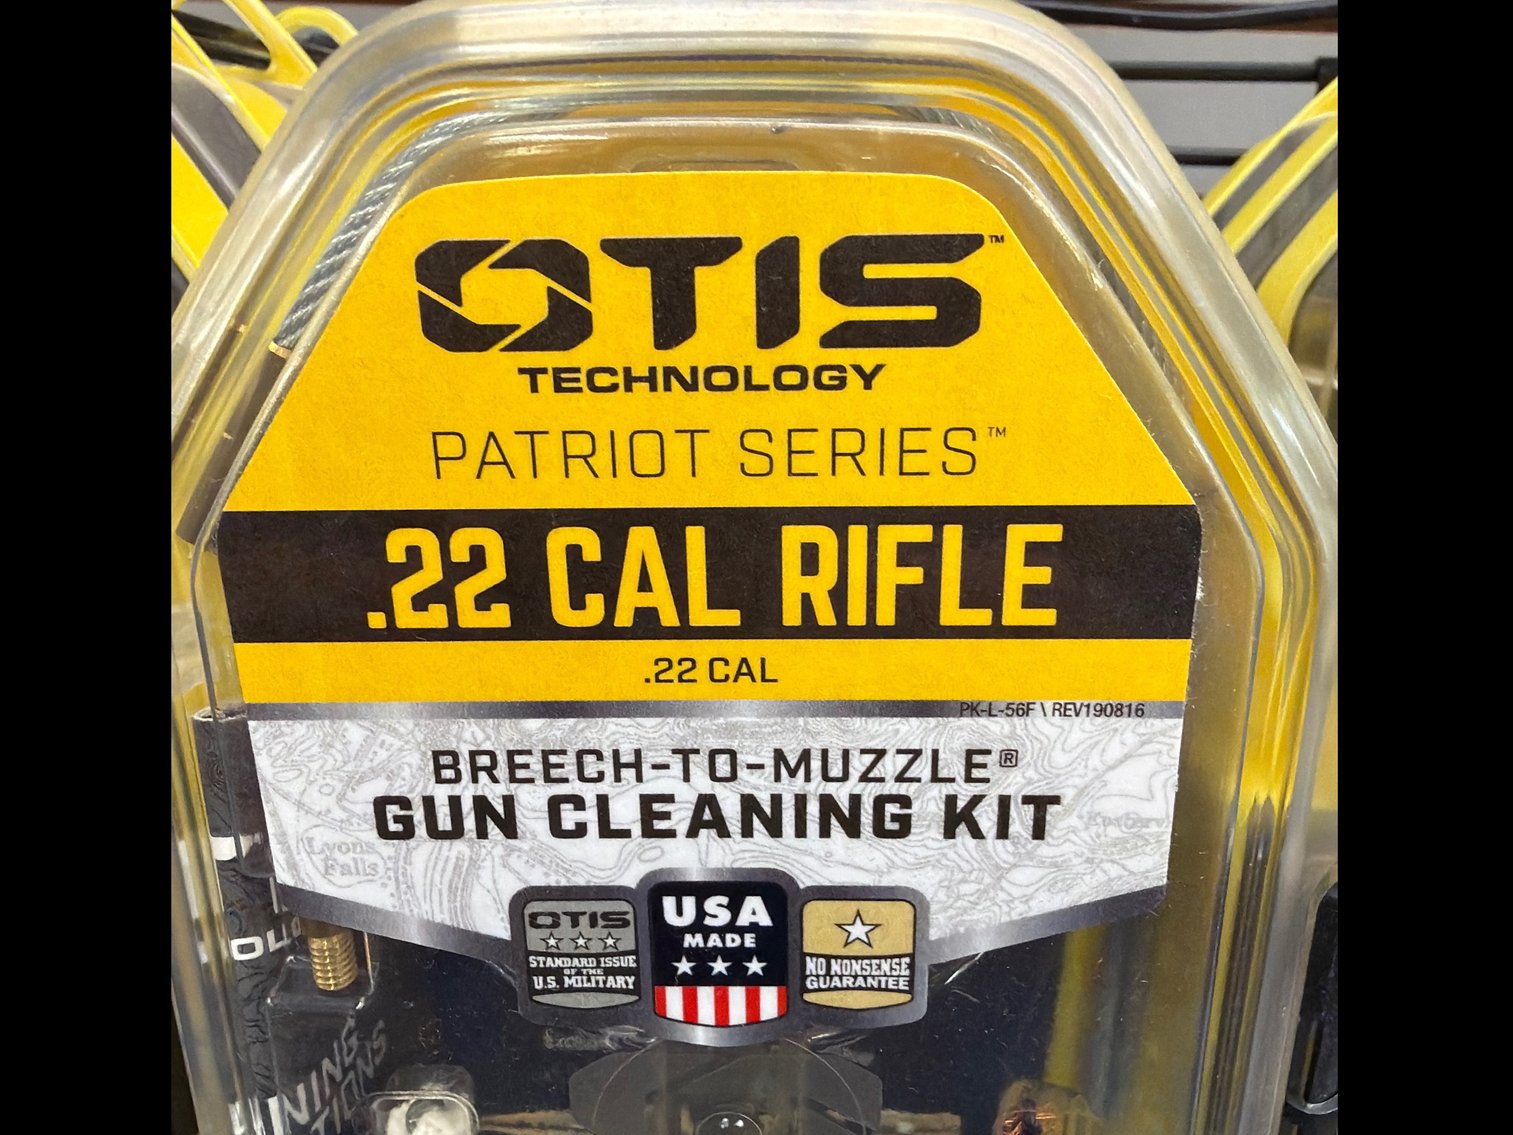 OTIS™
TECHNOLOGY
PATRIOT SERIES™
.22 CAL RIFLE
.22 CAL
PK-L-56F \ REV190816
BREECH-TO-MUZZLE®
GUN CLEANING KIT
Lyons
Falls
OTIS
STANDARD ISSUE
OF THE
U.S. MILITARY
USA
MADE
NO NONSENSE
GUARANTEE